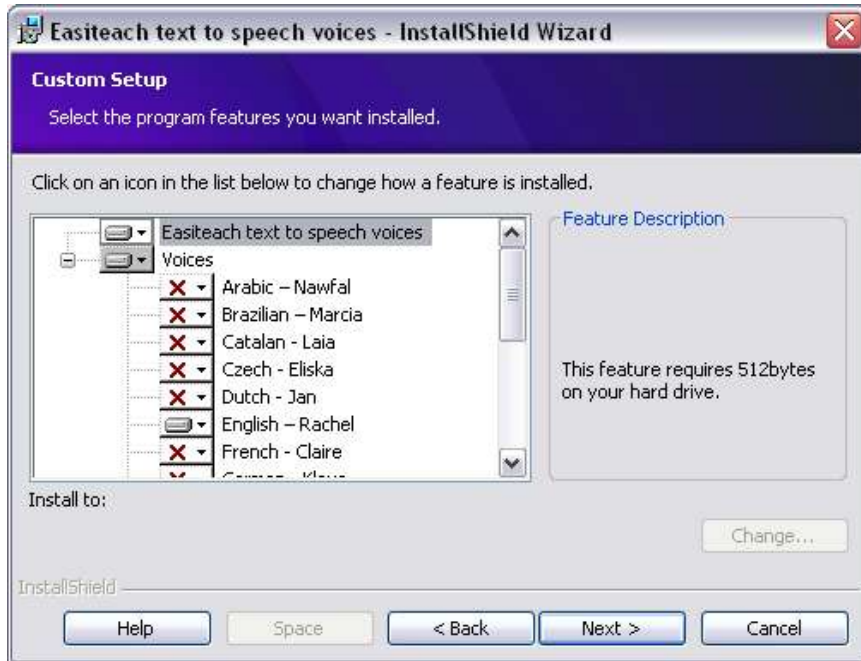 Easiteach text to speech voices - InstallShield Wizard
Custom Setup
Select the program features you want installed.
Click on an icon in the list below to change how a feature is installed.
Easiteach text to speech voices
Voices
Arabic – Nawfal
Brazilian – Marcia
Catalan - Laia
Czech - Eliska
Dutch - Jan
English – Rachel
French - Claire
Feature Description
This feature requires 512bytes
on your hard drive.
Install to:
Change...
InstallShield
Help
Space
< Back
Next >
Cancel